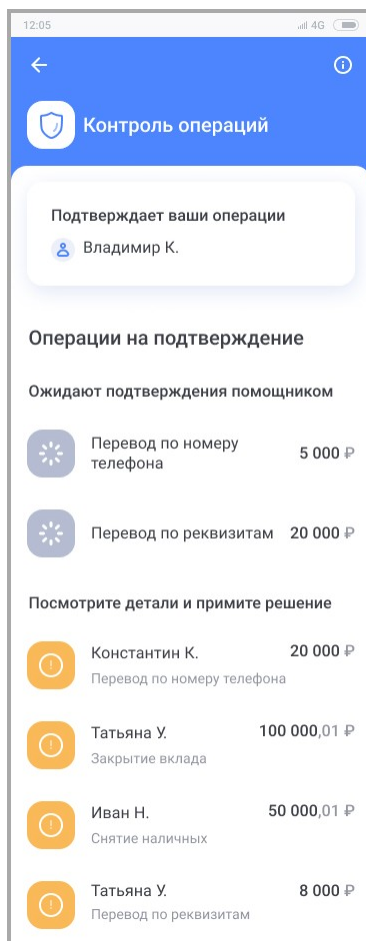 12:05
4G
Контроль операций
Подтверждает ваши операции
Владимир К.
Операции на подтверждение
Ожидают подтверждения помощником
Перевод по номеру
телефона
5 000 ₽
Перевод по реквизитам 20 000 ₽
Посмотрите детали и примите решение
Константин К. 20 000 ₽
Перевод по номеру телефона
Татьяна У. 100 000,01 ₽
Закрытие вклада
Иван Н. 50 000,01 ₽
Снятие наличных
Татьяна У. 8 000 ₽
Перевод по реквизитам